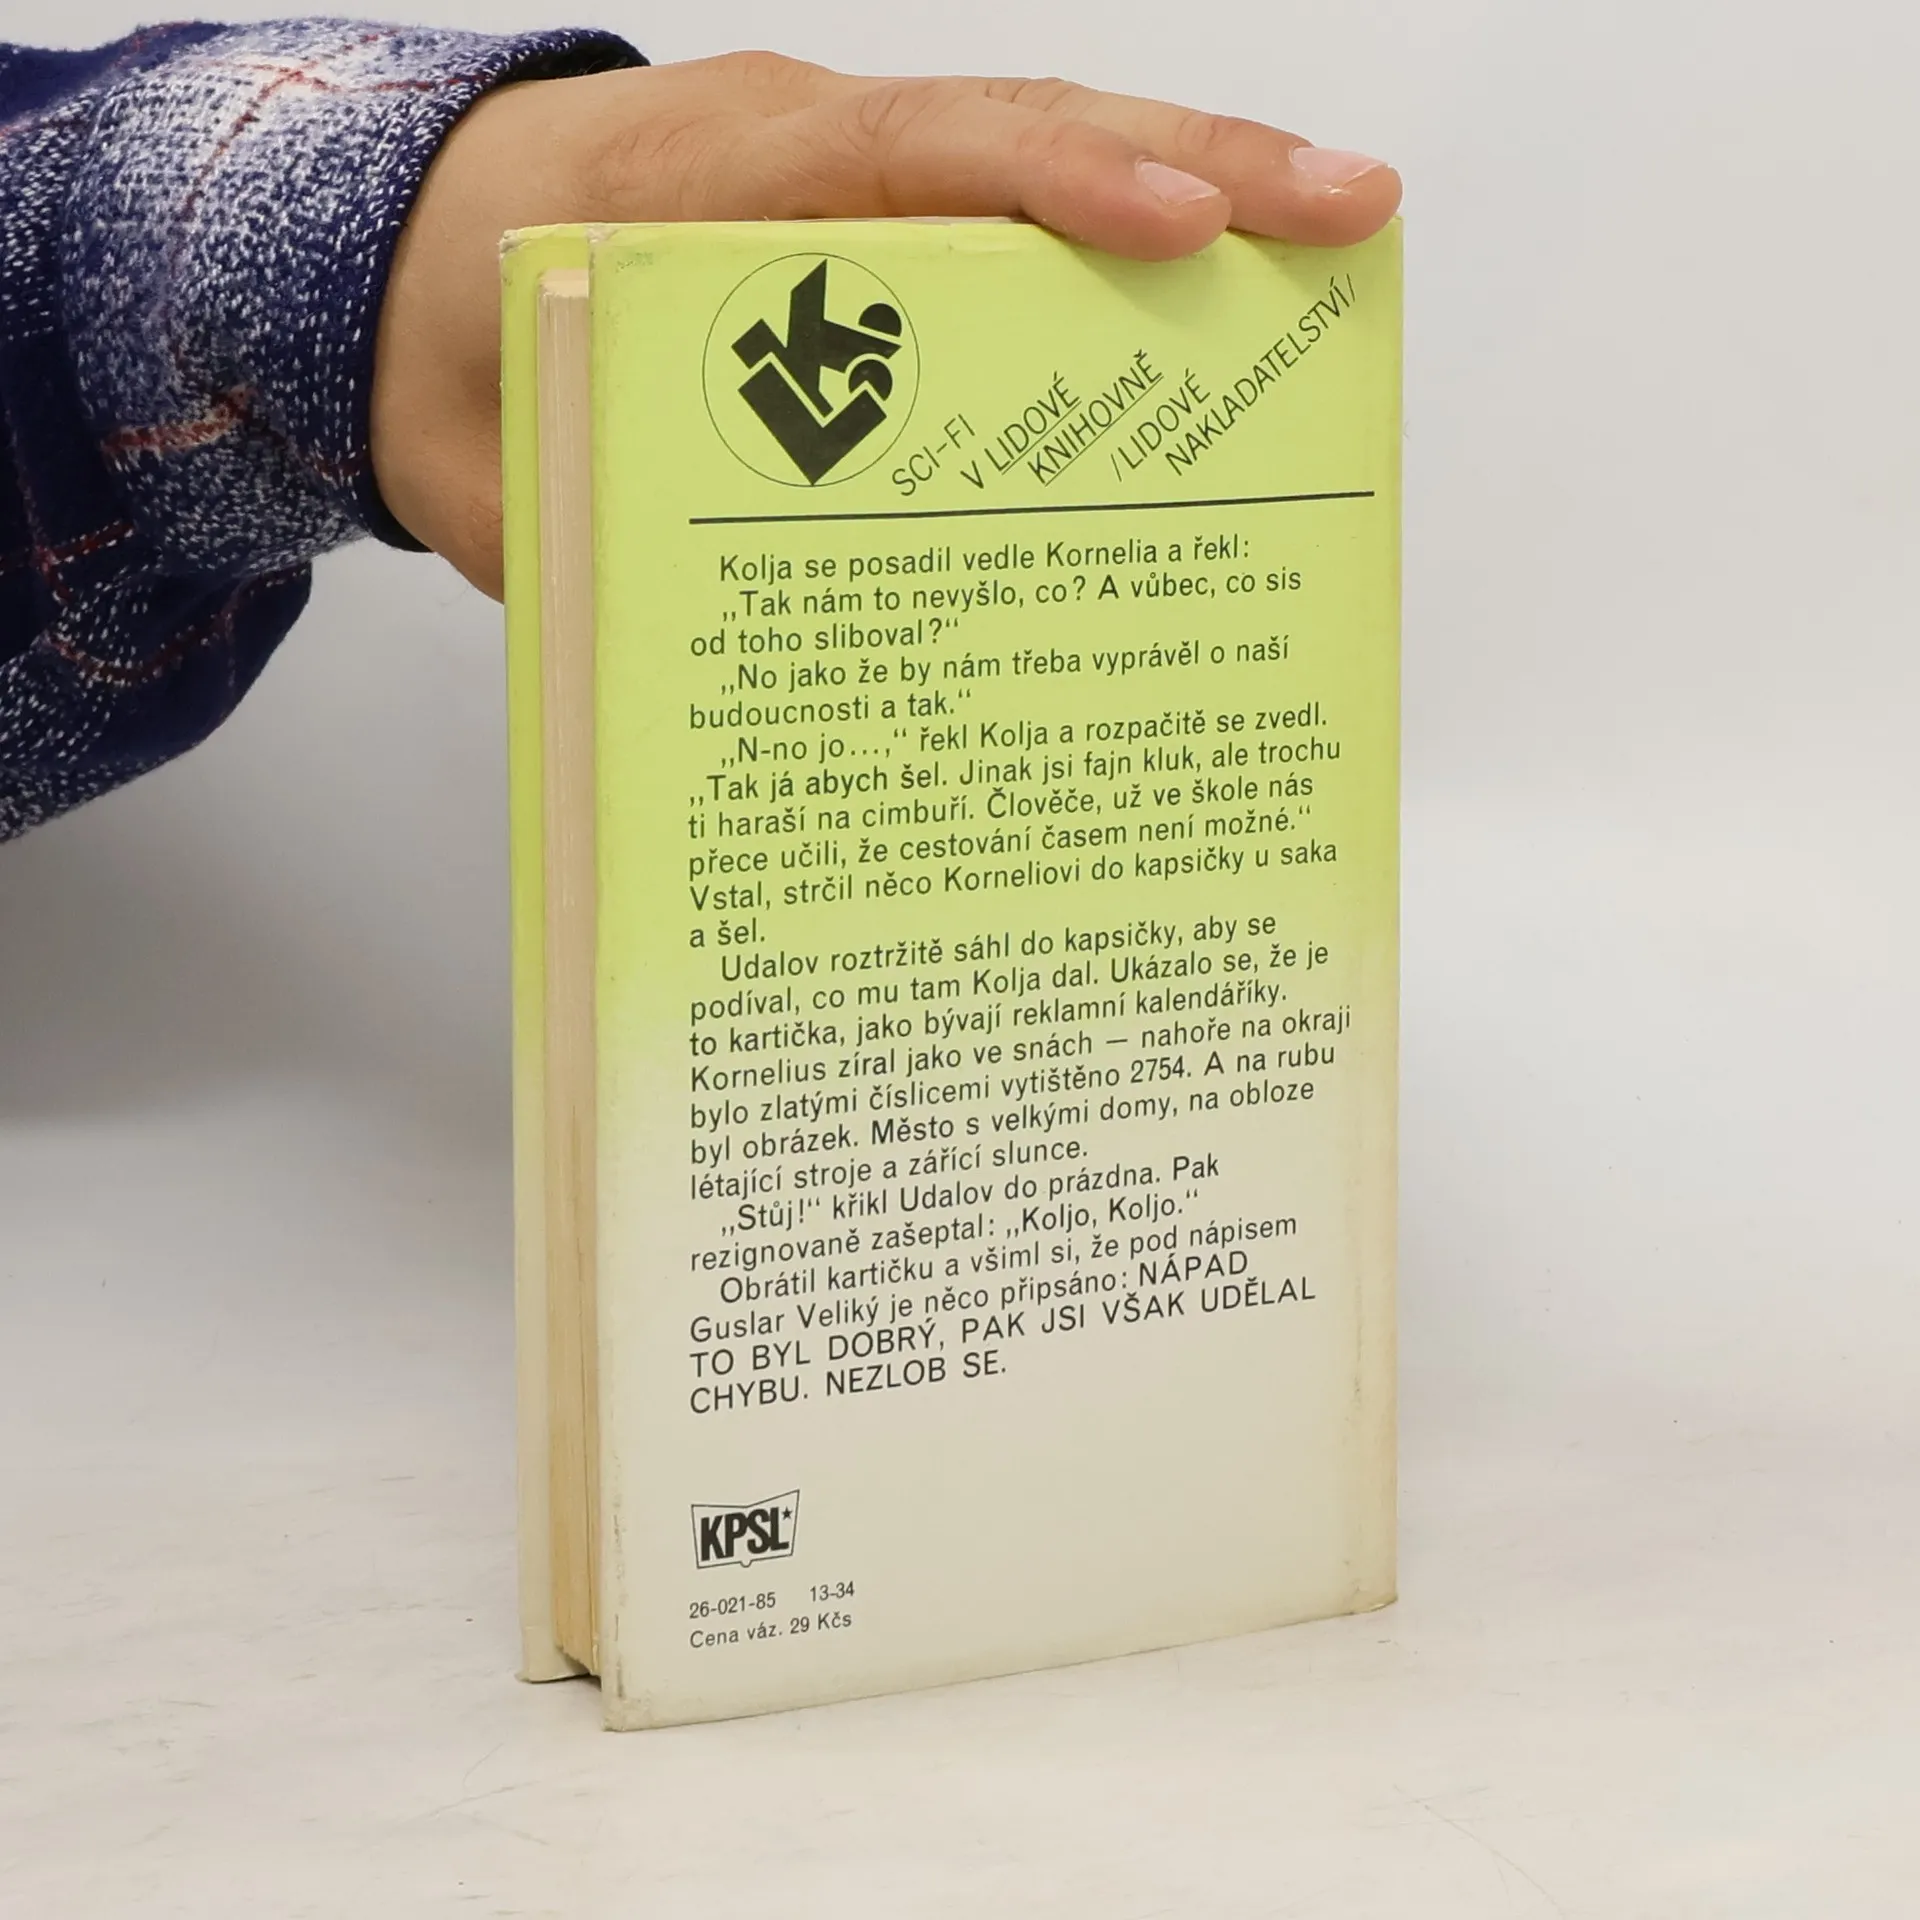 LK
SCI-FI
V LIDOVÉ
KNIHOVNĚ
/LIDOVÉ
NAKLADATELSTVÍ/
Kolja se posadil vedle Kornelia a řekl:
„Tak nám to nevyšlo, co? A vůbec, co sis
od toho sliboval?“
„No jako že by nám třeba vyprávěl o naší
budoucnosti a tak.“
„N-no jo...,“ řekl Kolja a rozpačitě se zvedl.
„Tak já abych šel. Jinak jsi fajn kluk, ale trochu
ti haraší na cimbuří. Člověče, už ve škole nás
přece učili, že cestování časem není možné.“
Vstal, strčil něco Korneliovi do kapsičky u saka
a šel.
Udalov roztržitě sáhl do kapsičky, aby se
podíval, co mu tam Kolja dal. Ukázalo se, že je
to kartička, jako bývají reklamní kalendáříky.
Kornelius zíral jako ve snách — nahoře na okraji
bylo zlatými číslicemi vytištěno 2754. A na rubu
byl obrázek. Město s velkými domy, na obloze
létající stroje a zářící slunce.
„Stůj!“ křikl Udalov do prázdna. Pak
rezignovaně zašeptal: „Koljo, Koljo.“
Obrátil kartičku a všiml si, že pod nápisem
Guslar Veliký je něco připsáno: NÁPAD
TO BYL DOBRÝ, PAK JSI VŠAK UDĚLAL
CHYBU. NEZLOB SE.
KPSL
26-021-85 13-34
Cena váz. 29 Kčs